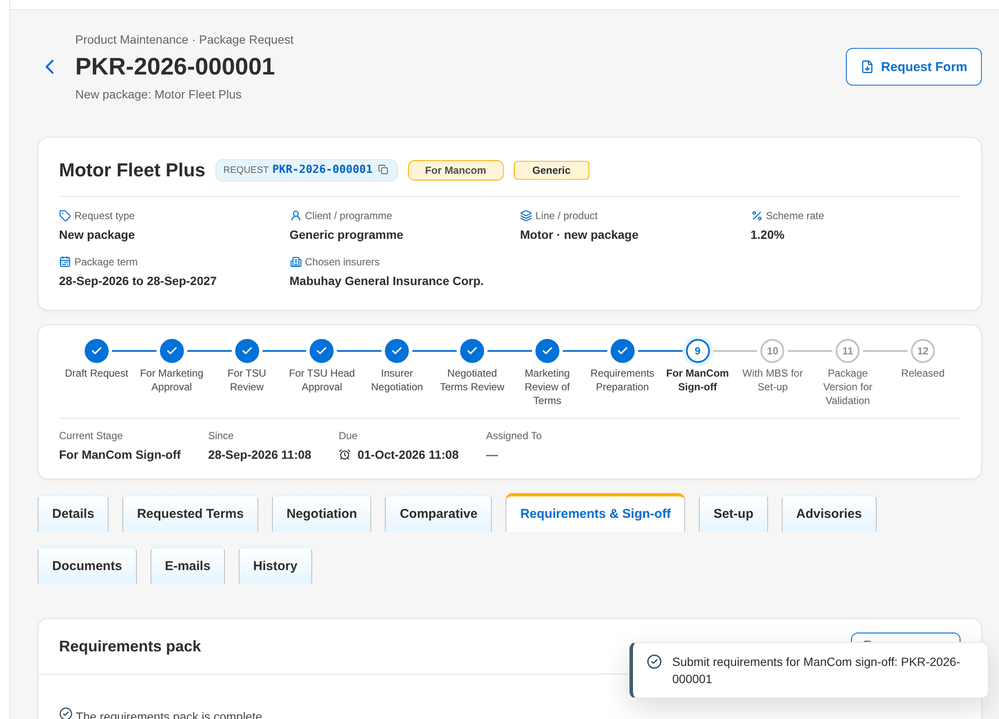 Product Maintenance · Package Request
PKR-2026-000001
New package: Motor Fleet Plus
Request Form
Motor Fleet Plus
REQUEST PKR-2026-000001
For Mancom
Generic
Request type
New package
Client / programme
Generic programme
Line / product
Motor · new package
Scheme rate
1.20%
Package term
28-Sep-2026 to 28-Sep-2027
Chosen insurers
Mabuhay General Insurance Corp.
Draft Request
For Marketing
Approval
For TSU
Review
For TSU Head
Approval
Insurer
Negotiation
Negotiated
Terms Review
Marketing
Review of
Terms
Requirements
Preparation
9
For ManCom
Sign-off
10
With MBS for
Set-up
11
Package
Version for
Validation
12
Released
Current Stage
For ManCom Sign-off
Since
28-Sep-2026 11:08
Due
01-Oct-2026 11:08
Assigned To
—
Details
Requested Terms
Negotiation
Comparative
Requirements & Sign-off
Set-up
Advisories
Documents
E-mails
History
Requirements pack
Submit requirements for ManCom sign-off: PKR-2026-
000001
The requirements pack is complete